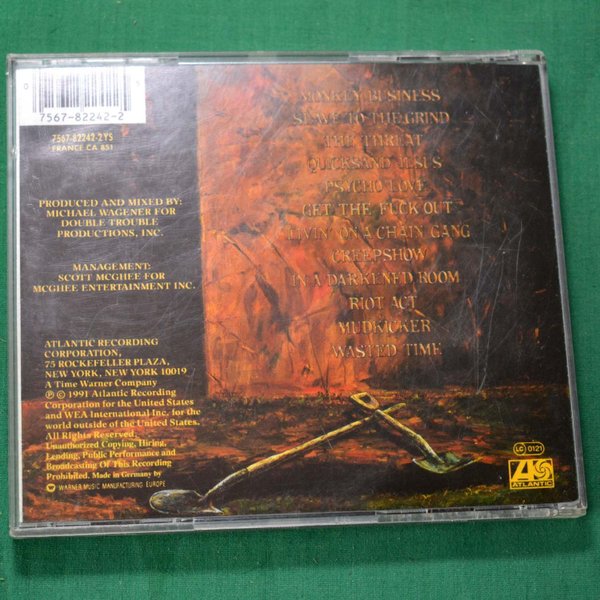 7567-82242-2
7567-82242-2 YS
FRANCE: CA 851
PRODUCED AND MIXED BY:
MICHAEL WAGENER FOR
DOUBLE TROUBLE
PRODUCTIONS, INC.
MANAGEMENT:
SCOTT MCGHEE FOR
MCGHEE ENTERTAINMENT INC.
ATLANTIC RECORDING
CORPORATION,
75 ROCKEFELLER PLAZA,
NEW YORK, NEW YORK 10019
A Time Warner Company
℗ © 1991 Atlantic Recording
Corporation for the United States
and WEA International Inc. for the
world outside of the United States.
All Rights Reserved.
Unauthorized Copying, Hiring,
Lending, Public Performance and
Broadcasting Of This Recording
Prohibited. Made in Germany by
WARNER MUSIC MANUFACTURING EUROPE
MONKEY BUSINESS
SLAVE TO THE GRIND
THE THREAT
QUICKSAND JESUS
PSYCHO LOVE
GET THE FUCK OUT
LIVIN' ON A CHAIN GANG
CREEPSHOW
IN A DARKENED ROOM
RIOT ACT
MUDKICKER
WASTED TIME
LC 0121
ATLANTIC